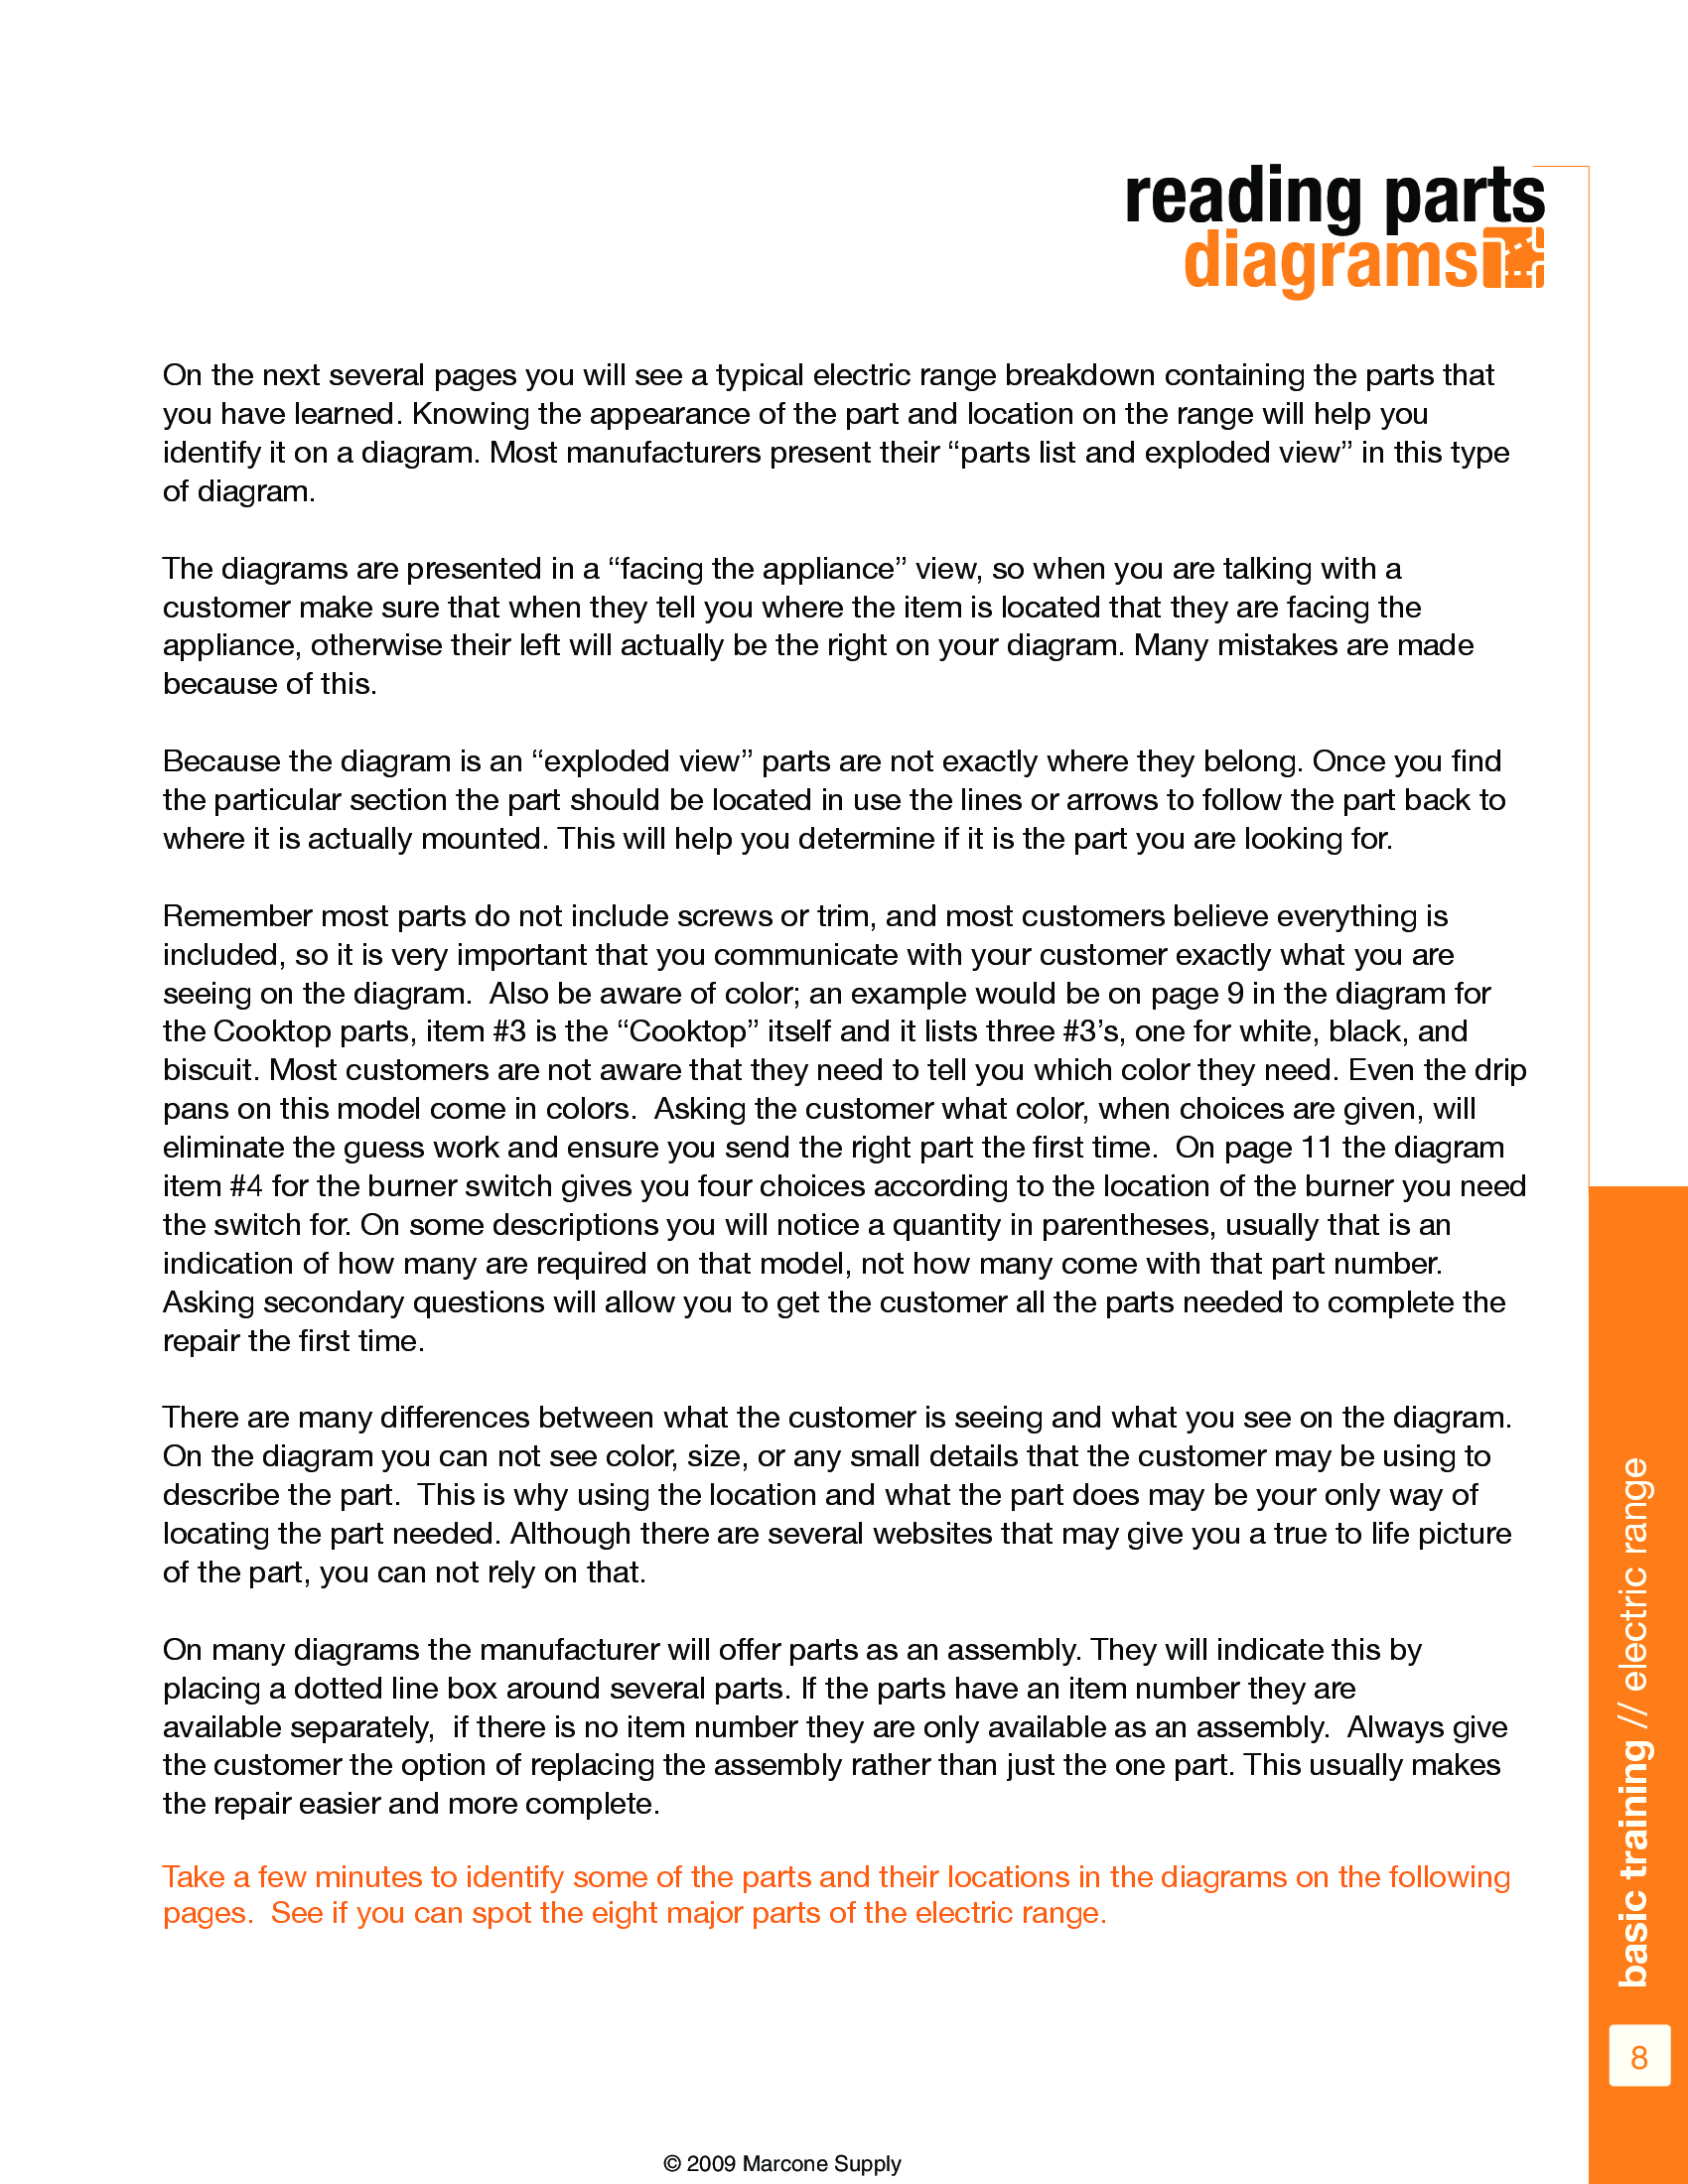 reading parts
diagrams
On the next several pages you will see a typical electric range breakdown containing the parts that
you have learned. Knowing the appearance of the part and location on the range will help you
identify it on a diagram. Most manufacturers present their “parts list and exploded view” in this type
of diagram.
The diagrams are presented in a “facing the appliance” view, so when you are talking with a
customer make sure that when they tell you where the item is located that they are facing the
appliance, otherwise their left will actually be the right on your diagram. Many mistakes are made
because of this.
Because the diagram is an “exploded view” parts are not exactly where they belong. Once you find
the particular section the part should be located in use the lines or arrows to follow the part back to
where it is actually mounted. This will help you determine if it is the part you are looking for.
Remember most parts do not include screws or trim, and most customers believe everything is
included, so it is very important that you communicate with your customer exactly what you are
seeing on the diagram.  Also be aware of color; an example would be on page 9 in the diagram for
the Cooktop parts, item #3 is the “Cooktop” itself and it lists three #3’s, one for white, black, and
biscuit. Most customers are not aware that they need to tell you which color they need. Even the drip
pans on this model come in colors.  Asking the customer what color, when choices are given, will
eliminate the guess work and ensure you send the right part the first time.  On page 11 the diagram
item #4 for the burner switch gives you four choices according to the location of the burner you need
the switch for. On some descriptions you will notice a quantity in parentheses, usually that is an
indication of how many are required on that model, not how many come with that part number.
Asking secondary questions will allow you to get the customer all the parts needed to complete the
repair the first time.
There are many differences between what the customer is seeing and what you see on the diagram.
On the diagram you can not see color, size, or any small details that the customer may be using to
describe the part.  This is why using the location and what the part does may be your only way of
locating the part needed. Although there are several websites that may give you a true to life picture
of the part, you can not rely on that.
On many diagrams the manufacturer will offer parts as an assembly. They will indicate this by
placing a dotted line box around several parts. If the parts have an item number they are
available separately,  if there is no item number they are only available as an assembly.  Always give
the customer the option of replacing the assembly rather than just the one part. This usually makes
the repair easier and more complete.
Take a few minutes to identify some of the parts and their locations in the diagrams on the following
pages.  See if you can spot the eight major parts of the electric range.
basic training // electric range
8
© 2009 Marcone Supply